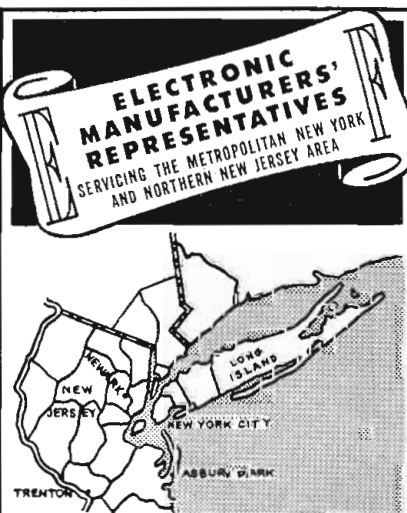 ELECTRONIC
MANUFACTURERS'
REPRESENTATIVES
SERVICING THE METROPOLITAN NEW YORK
AND NORTHERN NEW JERSEY AREA
E
E
NEWARK
NEW
JERSEY
LONG
ISLAND
NEW YORK CITY
ASBURY PARK
TRENTON